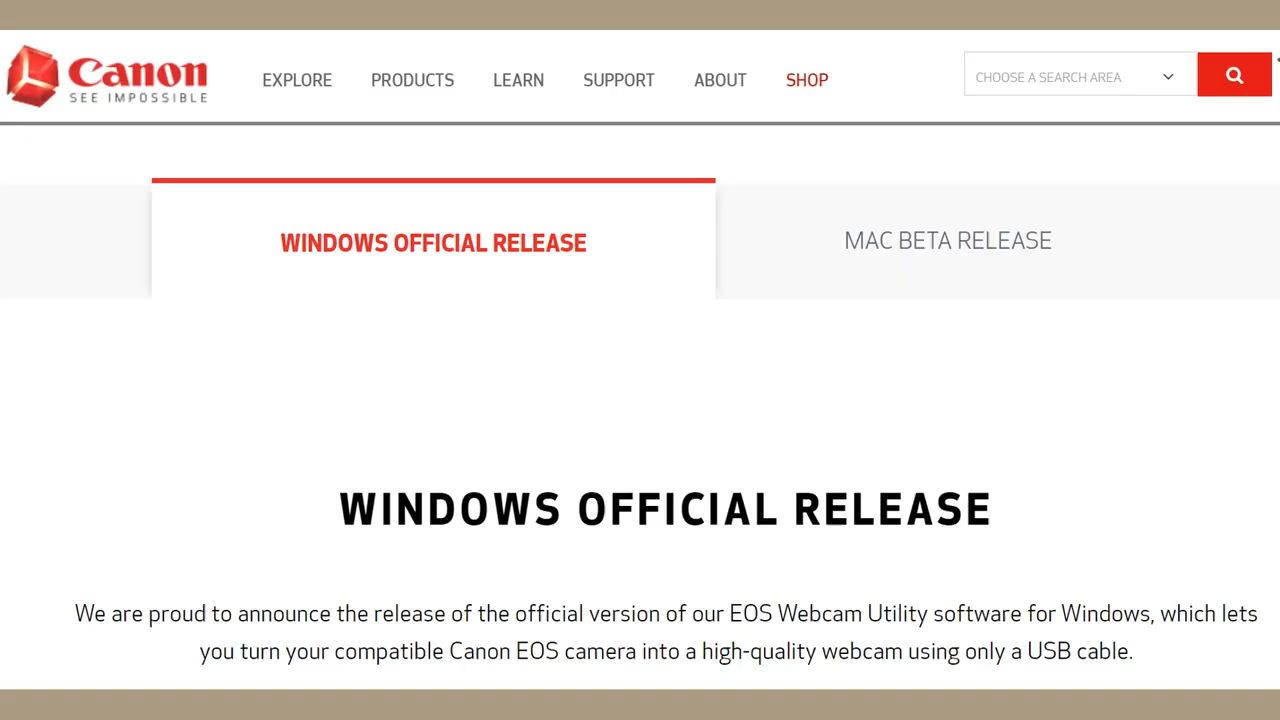 Canon
SEE IMPOSSIBLE
EXPLORE PRODUCTS LEARN SUPPORT ABOUT SHOP
CHOOSE A SEARCH AREA
WINDOWS OFFICIAL RELEASE
MAC BETA RELEASE
WINDOWS OFFICIAL RELEASE
We are proud to announce the release of the official version of our EOS Webcam Utility software for Windows, which lets
you turn your compatible Canon EOS camera into a high-quality webcam using only a USB cable.